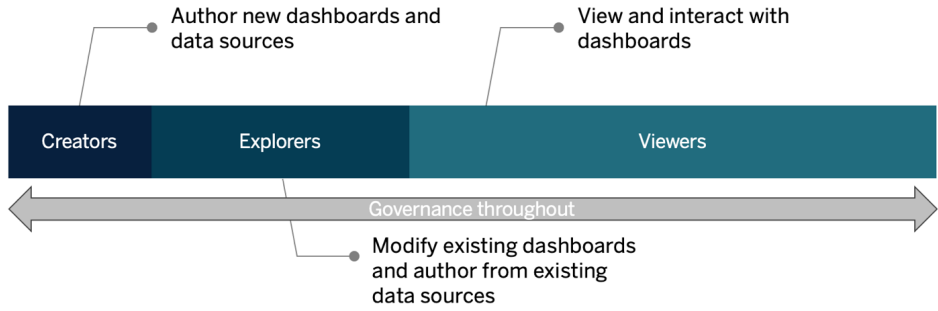 Author new dashboards and
data sources
View and interact with
dashboards
Creators
Explorers
Viewers
Governance throughout
Modify existing dashboards
and author from existing
data sources